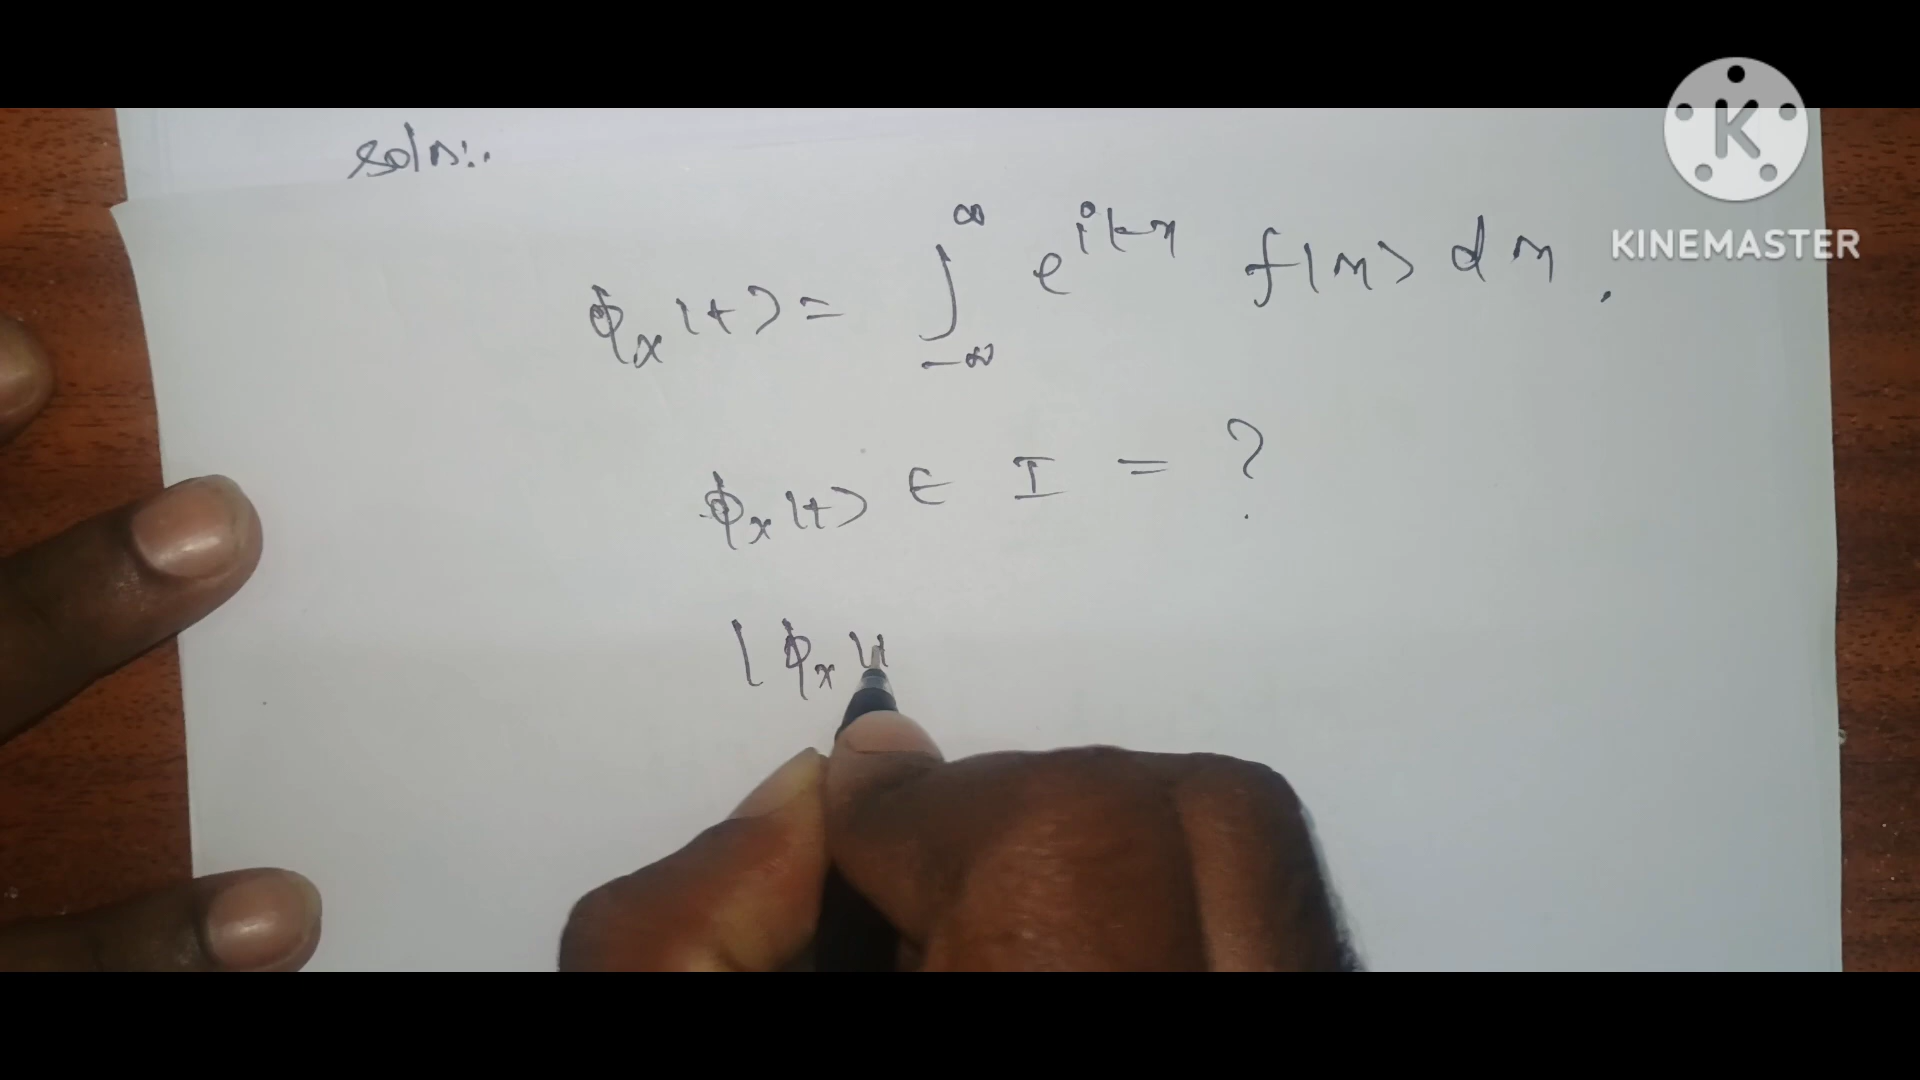 soln:.
ϕₓ(t) = ∫_{-∞}^{∞} e^{itx} f(x) dx.
ϕₓ(t) ∈ I = ?
|ϕₓ(
K
KINEMASTER